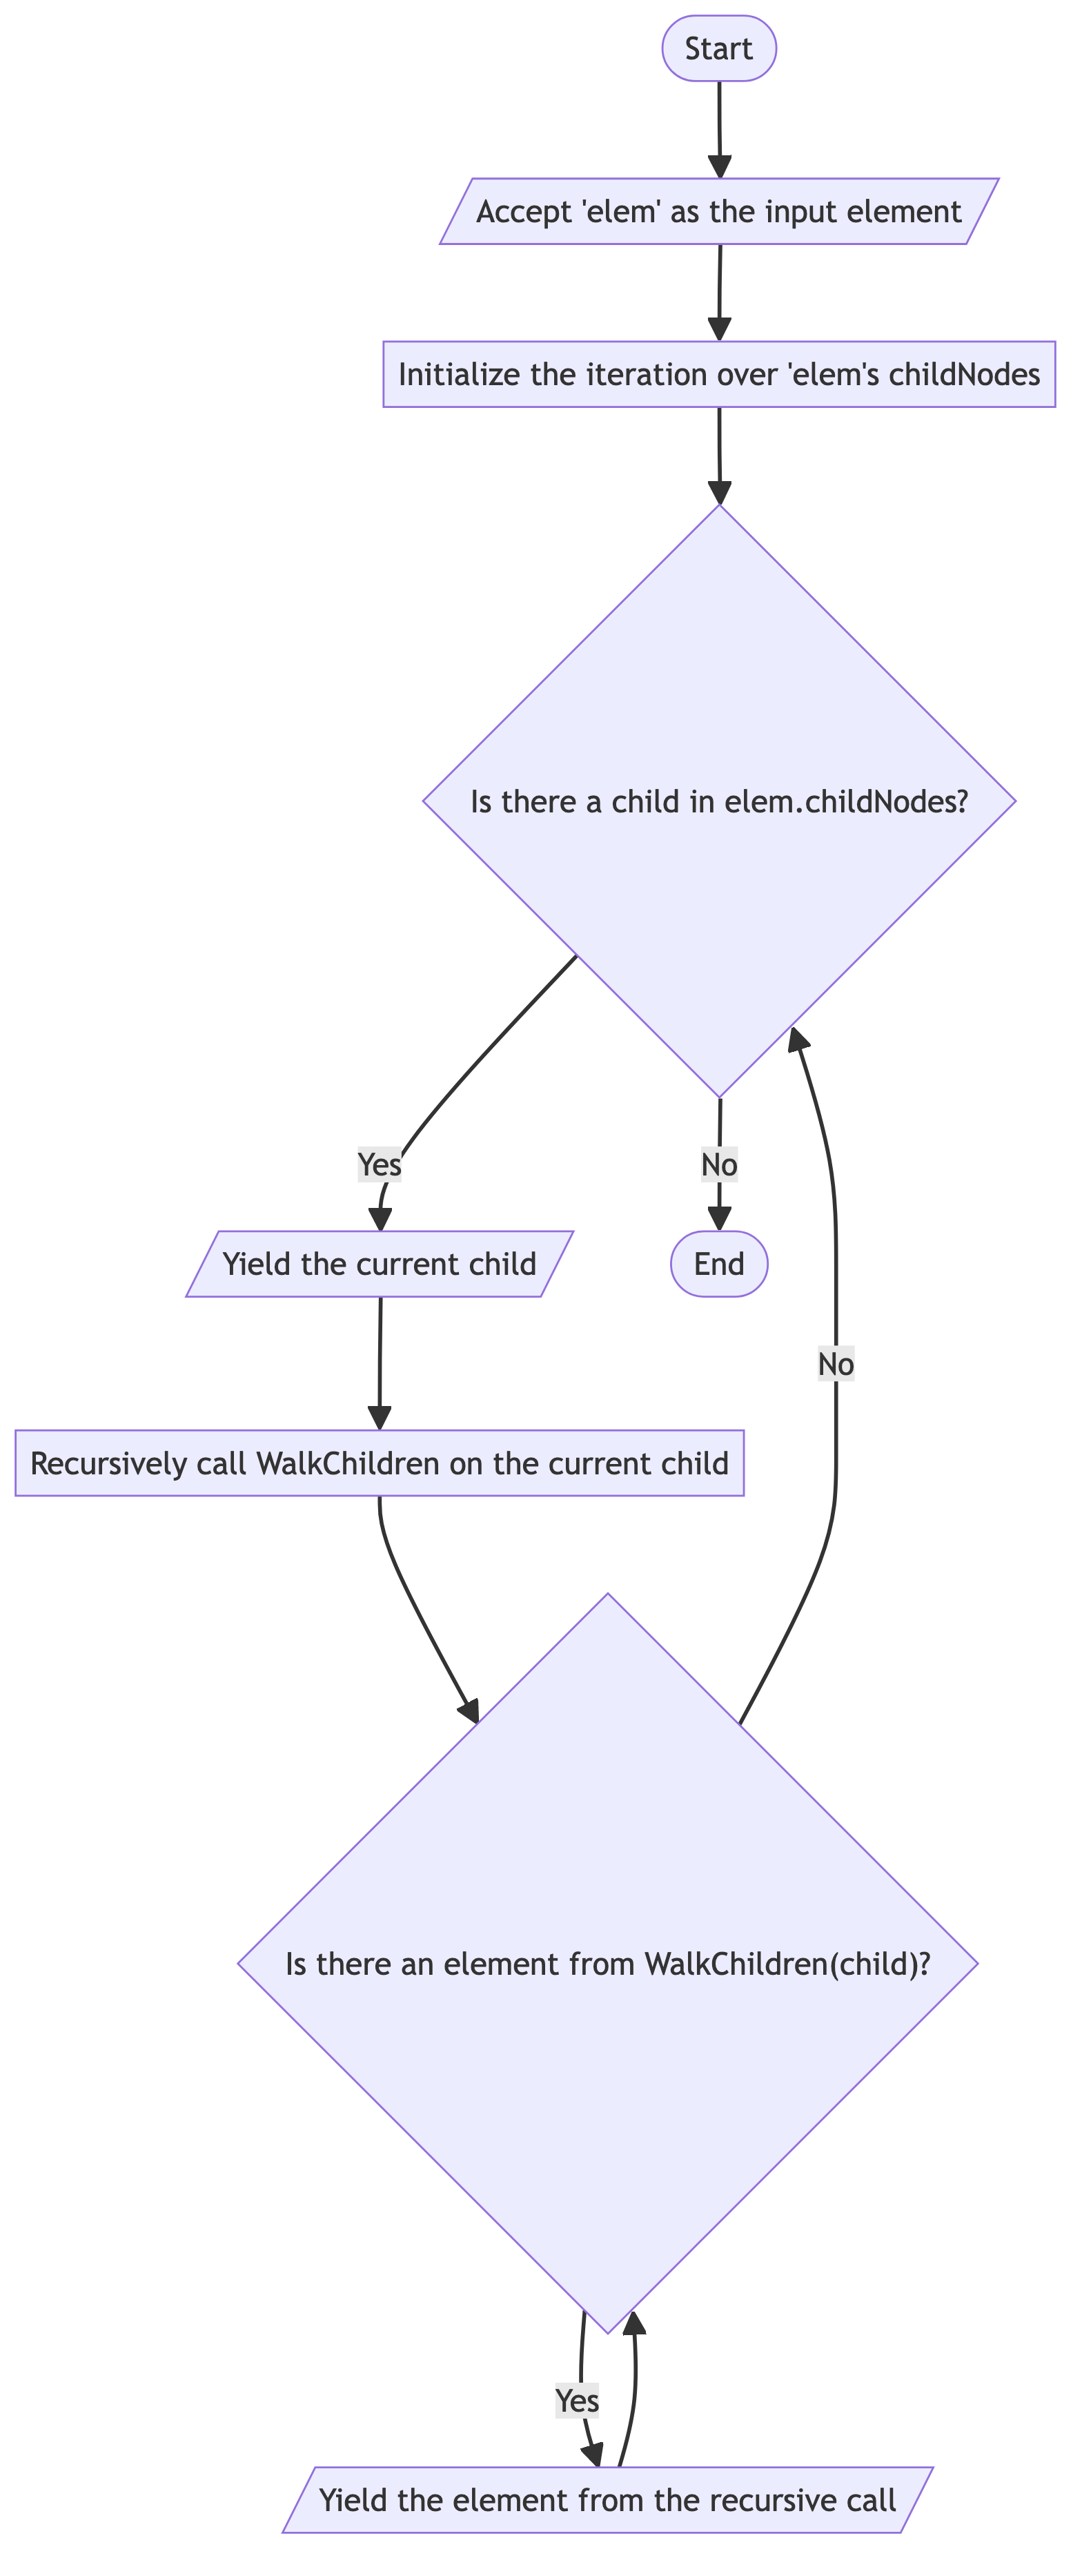 Start
Accept 'elem' as the input element
Initialize the iteration over 'elem's childNodes
Is there a child in elem.childNodes?
Yes
No
Yield the current child
End
No
Recursively call WalkChildren on the current child
Is there an element from WalkChildren(child)?
Yes
Yield the element from the recursive call